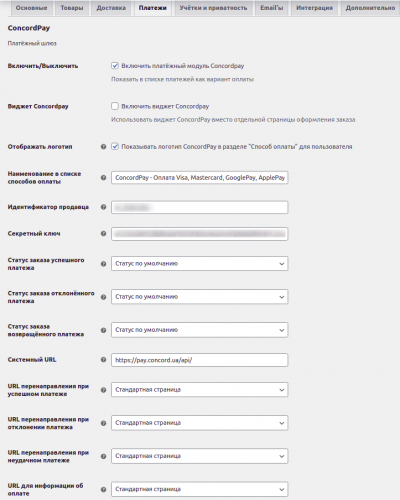 Основные Товары Доставка Платежи Учётки и приватность Email'ы Интеграция Дополнительно
ConcordPay
Платёжный шлюз
Включить/Выключить Включить платёжный модуль Concordpay
Показать в списке платежей как вариант оплаты
Виджет Concordpay Включить виджет Concordpay
Использовать виджет ConcordPay вместо отдельной страницы оформления заказа
Отображать логотип Показывать логотип ConcordPay в разделе "Способ оплаты" для пользователя
Наименование в списке
способов оплаты
ConcordPay - Оплата Visa, Mastercard, GooglePay, ApplePay
Идентификатор продавца
Секретный ключ
Статус заказа успешного
платежа
Статус по умолчанию
Статус заказа отклонённого
платежа
Статус по умолчанию
Статус заказа
возвращённого платежа
Статус по умолчанию
Системный URL https://pay.concord.ua/api/
URL перенаправления при
успешном платеже
Стандартная страница
URL перенаправления при
отклонении платежа
Стандартная страница
URL перенаправления при
неудачном платеже
Стандартная страница
URL для информации об
оплате
Стандартная страница